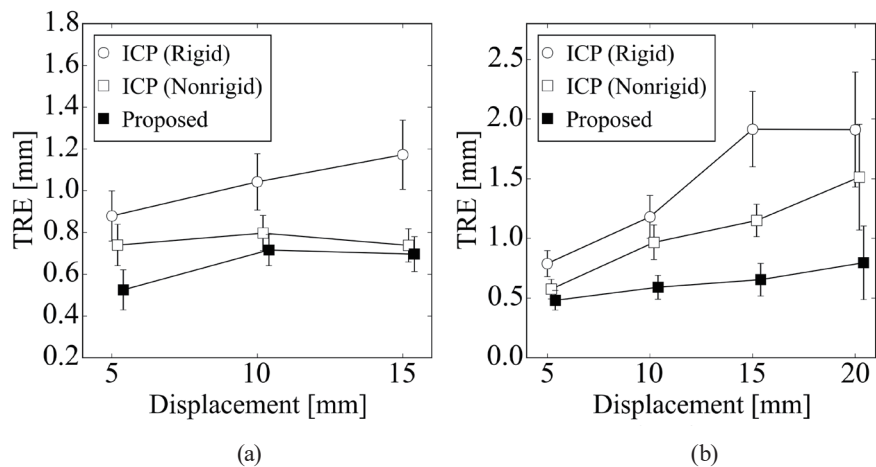 1.8
1.6
1.4
1.2
1.0
0.8
0.6
0.4
0.2
TRE [mm]
ICP (Rigid)
ICP (Nonrigid)
Proposed
5 10 15
Displacement [mm]
(a)
2.5
2.0
1.5
1.0
0.5
0.0
TRE [mm]
ICP (Rigid)
ICP (Nonrigid)
Proposed
5 10 15 20
Displacement [mm]
(b)